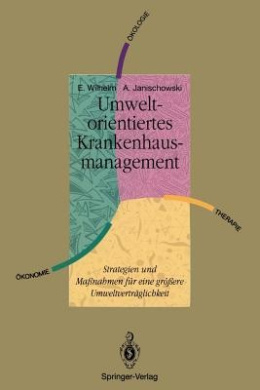 ÖKOLOGIE
E. Wilhelm A. Janischowski
Umwelt-
orientiertes
Krankenhaus-
management
THERAPIE
ÖKONOMIE
Strategien und
Maßnahmen für eine größere
Umweltverträglichkeit
Springer-Verlag